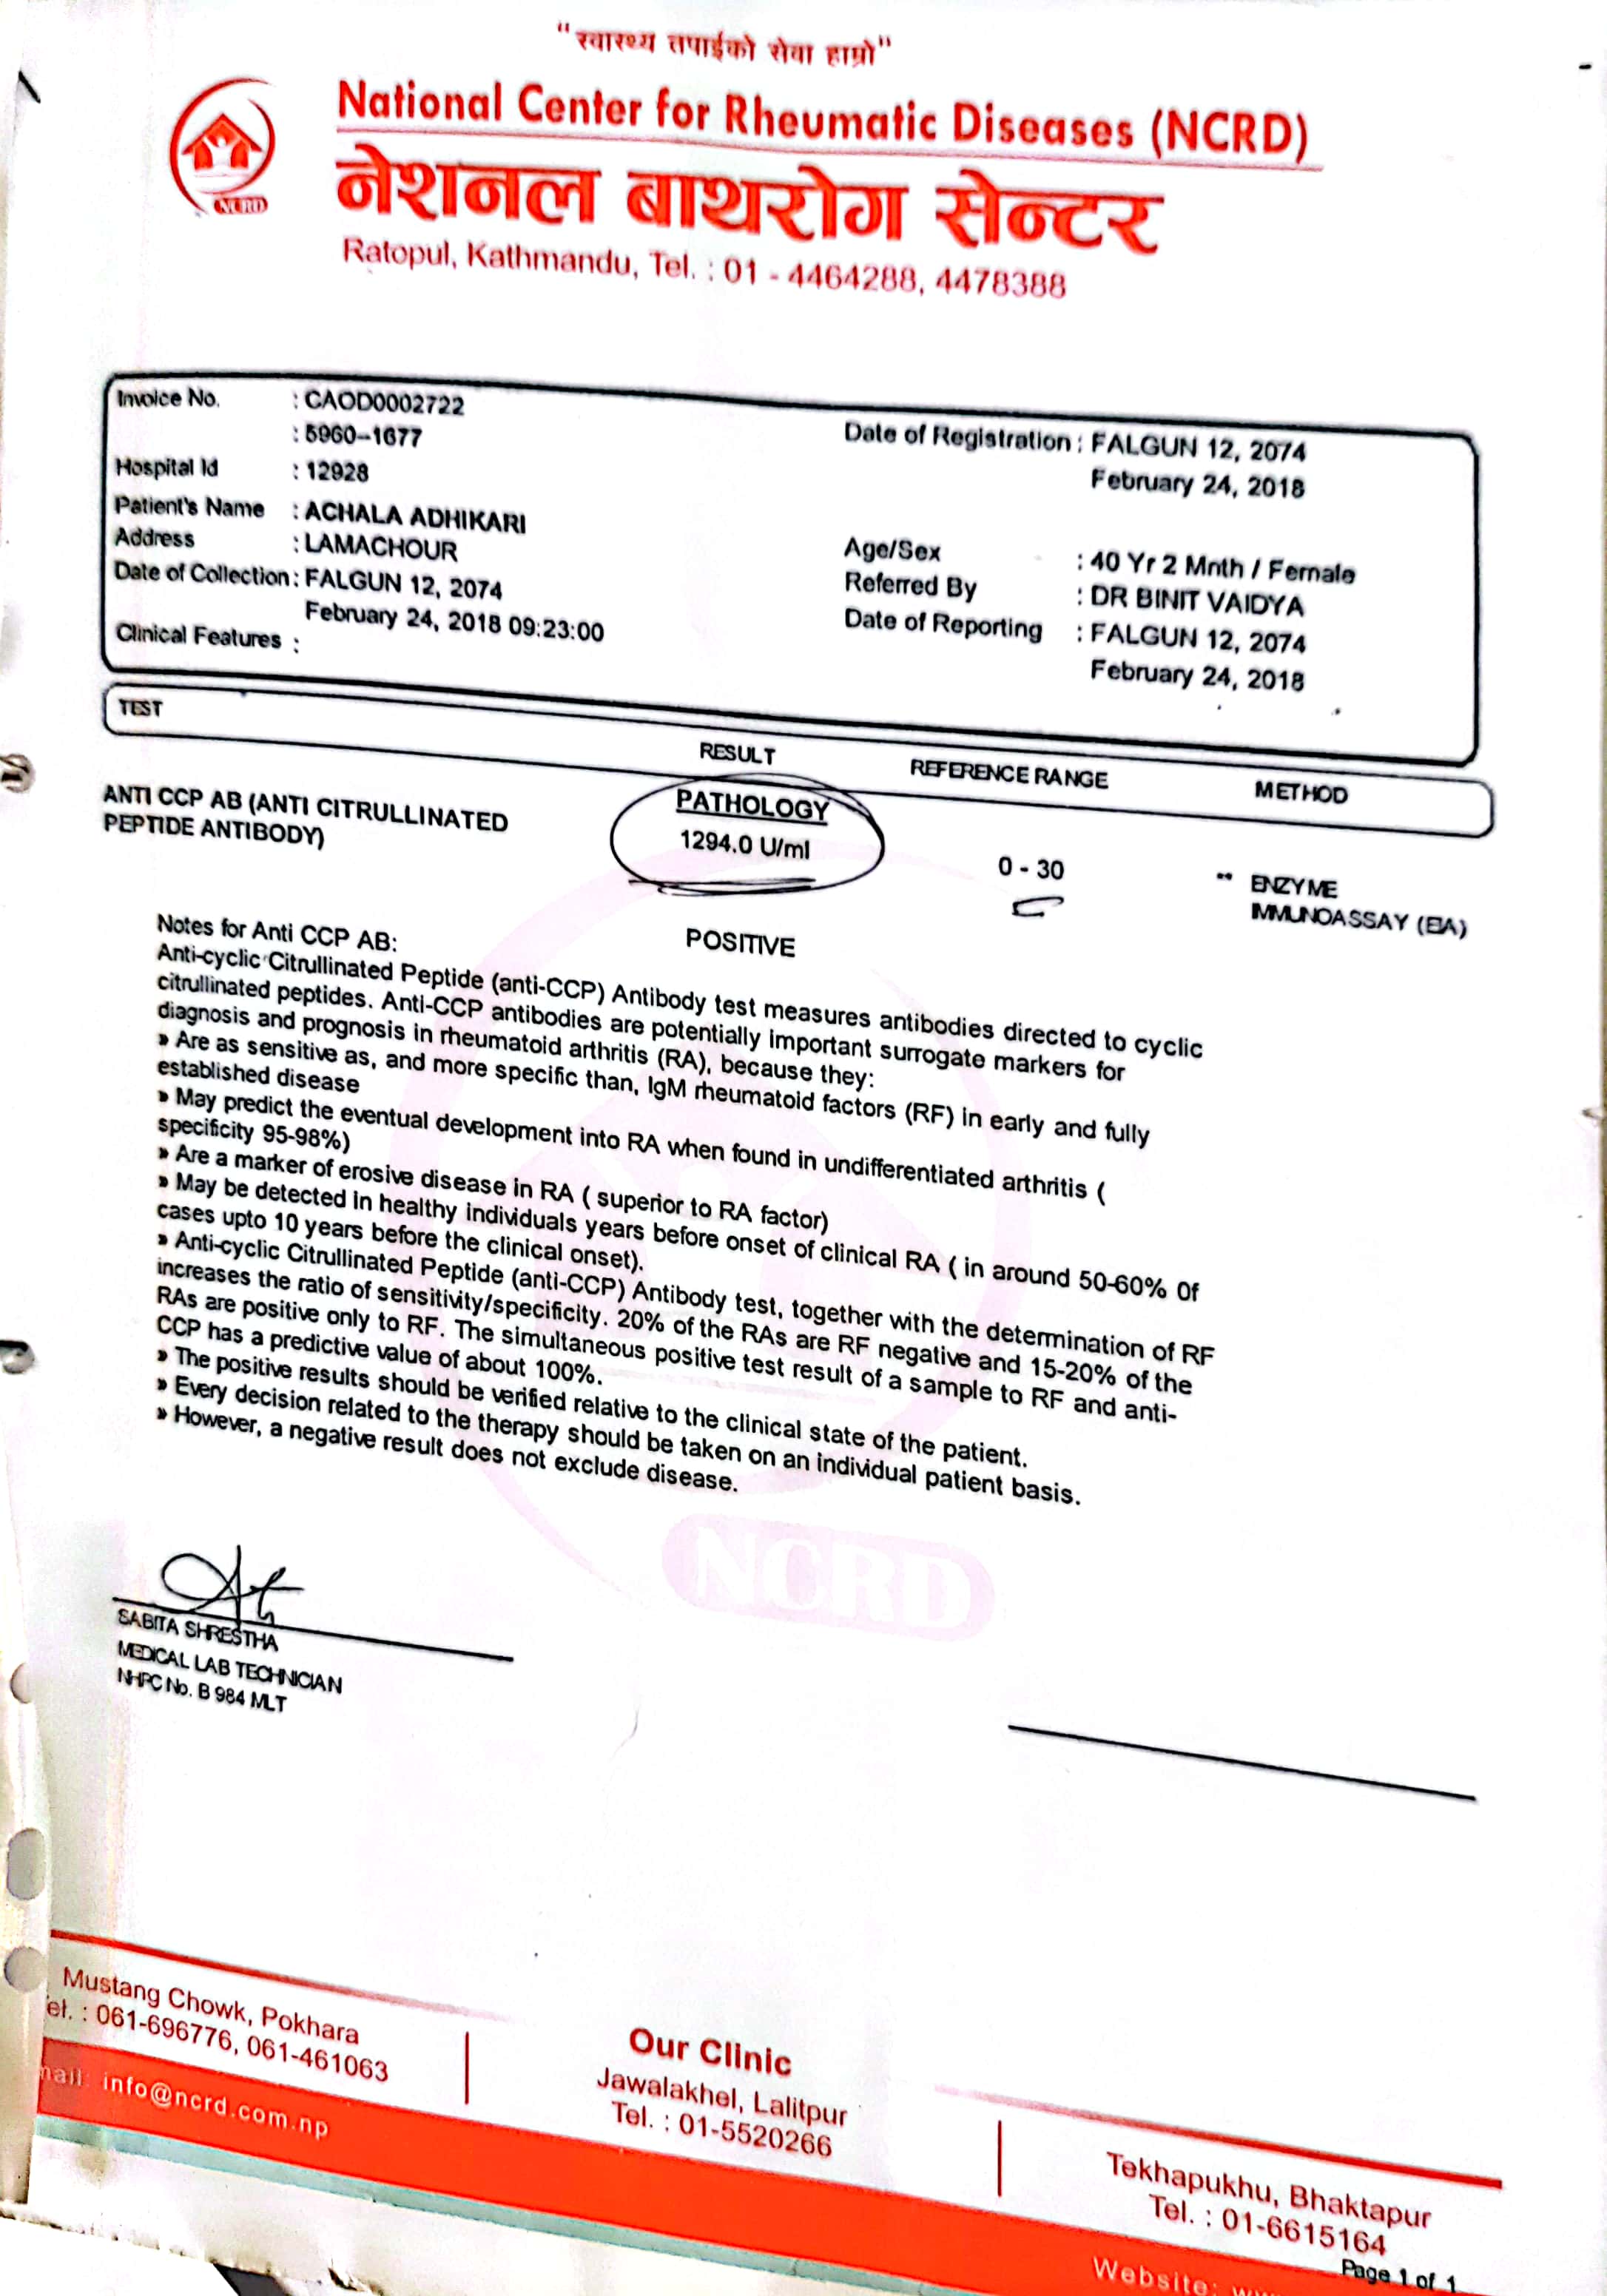 "स्वास्थ्य तपाईको सेवा हाम्रो"
National Center for Rheumatic Diseases (NCRD)
NCRD
नेशनल बाथरोग सेन्टर
Ratopul, Kathmandu, Tel. : 01 - 4464288, 4478388
Invoice No. : CAOD0002722
: 5960--1677
Date of Registration : FALGUN 12, 2074
February 24, 2018
Hospital Id : 12928
Patient's Name : ACHALA ADHIKARI
Address : LAMACHOUR
Age/Sex : 40 Yr 2 Mnth / Female
Date of Collection : FALGUN 12, 2074
February 24, 2018 09:23:00
Referred By : DR BINIT VAIDYA
Date of Reporting : FALGUN 12, 2074
February 24, 2018
Clinical Features :
TEST RESULT REFERENCE RANGE METHOD
PATHOLOGY
ANTI CCP AB (ANTI CITRULLINATED
PEPTIDE ANTIBODY)
1294.0 U/ml 0 - 30 ** ENZYME
IMMUNOASSAY (EIA)
POSITIVE
Notes for Anti CCP AB:
Anti-cyclic Citrullinated Peptide (anti-CCP) Antibody test measures antibodies directed to cyclic
citrullinated peptides. Anti-CCP antibodies are potentially important surrogate markers for
diagnosis and prognosis in rheumatoid arthritis (RA), because they:
» Are as sensitive as, and more specific than, IgM rheumatoid factors (RF) in early and fully
established disease
» May predict the eventual development into RA when found in undifferentiated arthritis (
specificity 95-98%)
» Are a marker of erosive disease in RA ( superior to RA factor)
» May be detected in healthy individuals years before onset of clinical RA ( in around 50-60% 0f
cases upto 10 years before the clinical onset).
» Anti-cyclic Citrullinated Peptide (anti-CCP) Antibody test, together with the determination of RF
increases the ratio of sensitivity/specificity. 20% of the RAs are RF negative and 15-20% of the
RAs are positive only to RF. The simultaneous positive test result of a sample to RF and anti-
CCP has a predictive value of about 100%.
» The positive results should be verified relative to the clinical state of the patient.
» Every decision related to the therapy should be taken on an individual patient basis.
» However, a negative result does not exclude disease.
NCRD
SABITA SHRESTHA
MEDICAL LAB TECHNICIAN
NHPC No. B 984 MLT
Mustang Chowk, Pokhara
el. : 061-696776, 061-461063
Our Clinic
Jawalakhel, Lalitpur
Tel. : 01-5520266
Tekhapukhu, Bhaktapur
Tel. : 01-6615164
mail: info@ncrd.com.np
Page 1 of 1
Website: